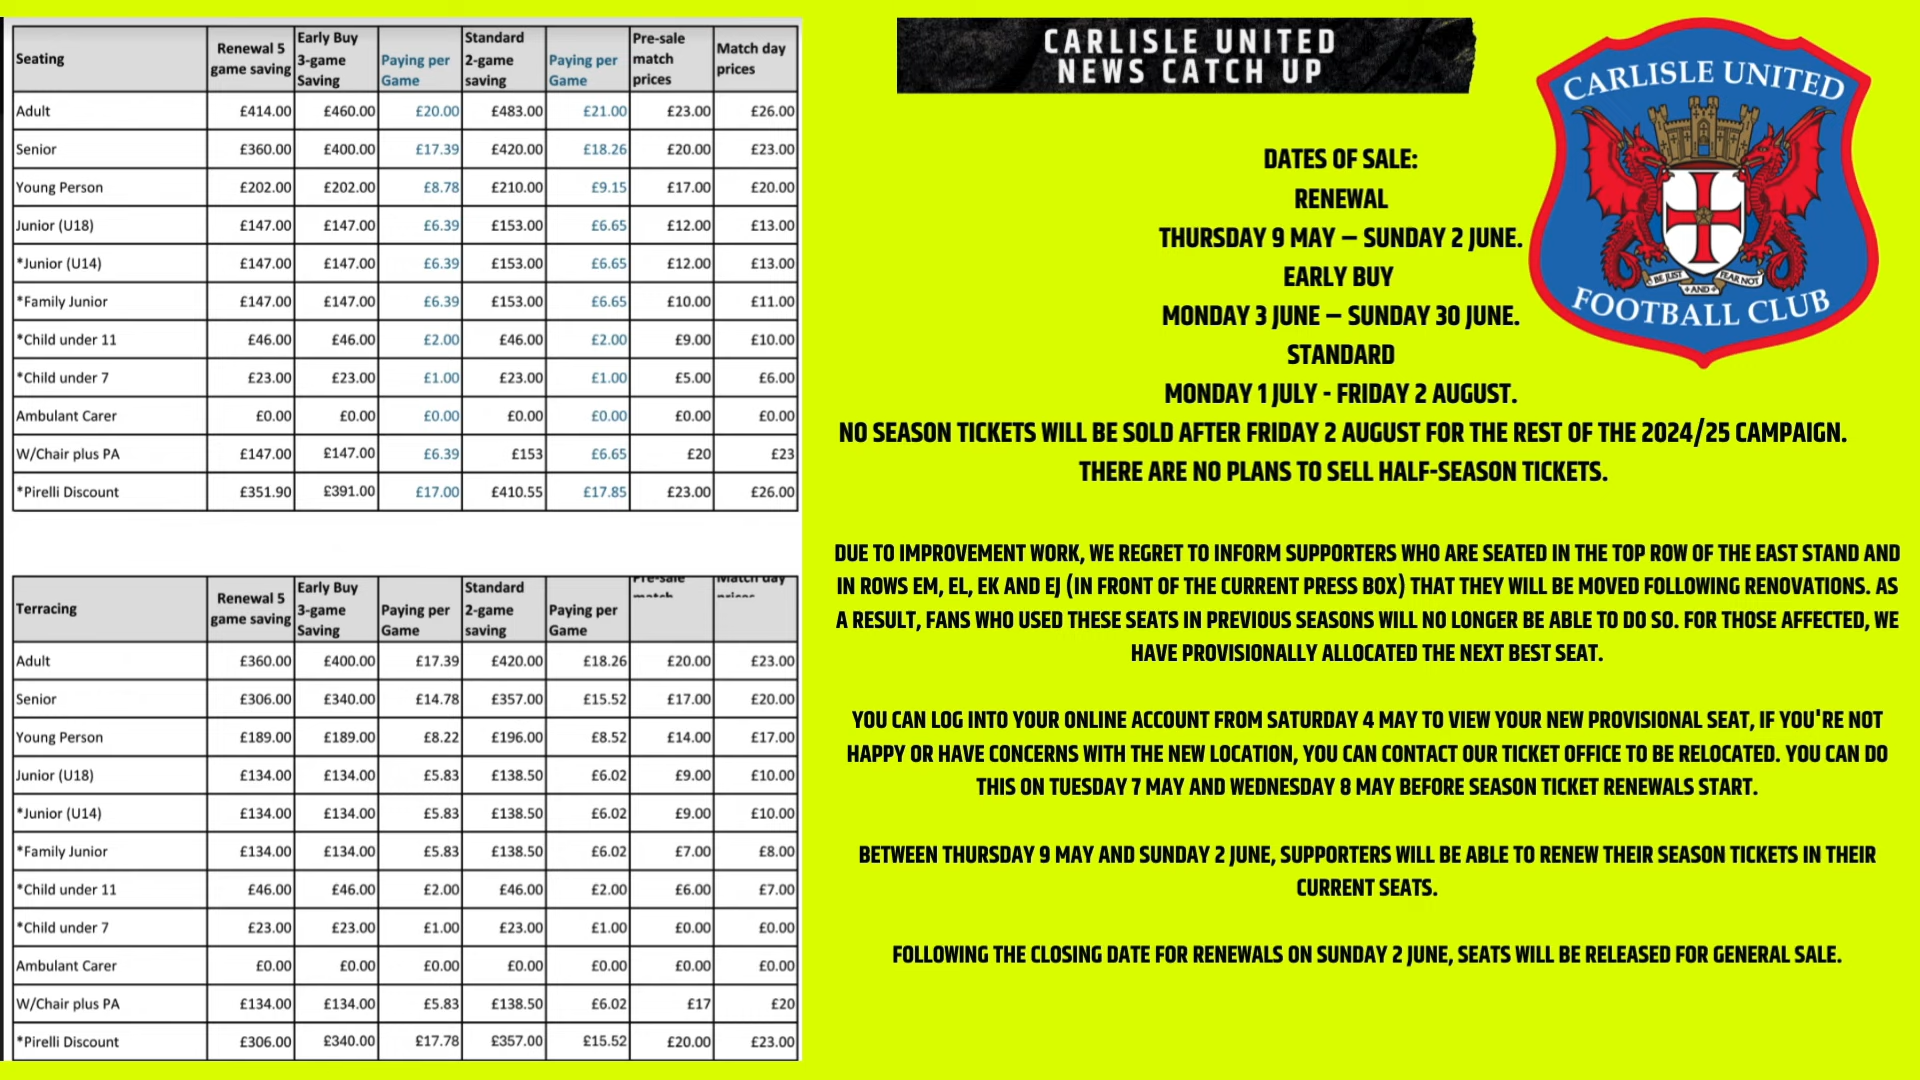 Seating | Renewal 5 game saving | Early Buy 3-game Saving | Paying per Game | Standard 2-game saving | Paying per Game | Pre-sale match prices | Match day prices
Adult | £414.00 | £460.00 | £20.00 | £483.00 | £21.00 | £23.00 | £26.00
Senior | £360.00 | £400.00 | £17.39 | £420.00 | £18.26 | £20.00 | £23.00
Young Person | £202.00 | £202.00 | £8.78 | £210.00 | £9.15 | £17.00 | £20.00
Junior (U18) | £147.00 | £147.00 | £6.39 | £153.00 | £6.65 | £12.00 | £13.00
*Junior (U14) | £147.00 | £147.00 | £6.39 | £153.00 | £6.65 | £12.00 | £13.00
*Family Junior | £147.00 | £147.00 | £6.39 | £153.00 | £6.65 | £10.00 | £11.00
*Child under 11 | £46.00 | £46.00 | £2.00 | £46.00 | £2.00 | £9.00 | £10.00
*Child under 7 | £23.00 | £23.00 | £1.00 | £23.00 | £1.00 | £5.00 | £6.00
Ambulant Carer | £0.00 | £0.00 | £0.00 | £0.00 | £0.00 | £0.00 | £0.00
W/Chair plus PA | £147.00 | £147.00 | £6.39 | £153 | £6.65 | £20 | £23
*Pirelli Discount | £351.90 | £391.00 | £17.00 | £410.55 | £17.85 | £23.00 | £26.00
Terracing | Renewal 5 game saving | Early Buy 3-game Saving | Paying per Game | Standard 2-game saving | Paying per Game | Pre-sale match | Match day prices
Adult | £360.00 | £400.00 | £17.39 | £420.00 | £18.26 | £20.00 | £23.00
Senior | £306.00 | £340.00 | £14.78 | £357.00 | £15.52 | £17.00 | £20.00
Young Person | £189.00 | £189.00 | £8.22 | £196.00 | £8.52 | £14.00 | £17.00
Junior (U18) | £134.00 | £134.00 | £5.83 | £138.50 | £6.02 | £9.00 | £10.00
*Junior (U14) | £134.00 | £134.00 | £5.83 | £138.50 | £6.02 | £9.00 | £10.00
*Family Junior | £134.00 | £134.00 | £5.83 | £138.50 | £6.02 | £7.00 | £8.00
*Child under 11 | £46.00 | £46.00 | £2.00 | £46.00 | £2.00 | £6.00 | £7.00
*Child under 7 | £23.00 | £23.00 | £1.00 | £23.00 | £1.00 | £0.00 | £0.00
Ambulant Carer | £0.00 | £0.00 | £0.00 | £0.00 | £0.00 | £0.00 | £0.00
W/Chair plus PA | £134.00 | £134.00 | £5.83 | £138.50 | £6.02 | £17 | £20
*Pirelli Discount | £306.00 | £340.00 | £17.78 | £357.00 | £15.52 | £20.00 | £23.00
CARLISLE UNITED
NEWS CATCH UP
CARLISLE UNITED
BE JUST
AND
FEAR NOT
FOOTBALL CLUB
DATES OF SALE:
RENEWAL
THURSDAY 9 MAY – SUNDAY 2 JUNE.
EARLY BUY
MONDAY 3 JUNE – SUNDAY 30 JUNE.
STANDARD
MONDAY 1 JULY - FRIDAY 2 AUGUST.
NO SEASON TICKETS WILL BE SOLD AFTER FRIDAY 2 AUGUST FOR THE REST OF THE 2024/25 CAMPAIGN.
THERE ARE NO PLANS TO SELL HALF-SEASON TICKETS.
DUE TO IMPROVEMENT WORK, WE REGRET TO INFORM SUPPORTERS WHO ARE SEATED IN THE TOP ROW OF THE EAST STAND AND
IN ROWS EM, EL, EK AND EJ (IN FRONT OF THE CURRENT PRESS BOX) THAT THEY WILL BE MOVED FOLLOWING RENOVATIONS. AS
A RESULT, FANS WHO USED THESE SEATS IN PREVIOUS SEASONS WILL NO LONGER BE ABLE TO DO SO. FOR THOSE AFFECTED, WE
HAVE PROVISIONALLY ALLOCATED THE NEXT BEST SEAT.
YOU CAN LOG INTO YOUR ONLINE ACCOUNT FROM SATURDAY 4 MAY TO VIEW YOUR NEW PROVISIONAL SEAT, IF YOU'RE NOT
HAPPY OR HAVE CONCERNS WITH THE NEW LOCATION, YOU CAN CONTACT OUR TICKET OFFICE TO BE RELOCATED. YOU CAN DO
THIS ON TUESDAY 7 MAY AND WEDNESDAY 8 MAY BEFORE SEASON TICKET RENEWALS START.
BETWEEN THURSDAY 9 MAY AND SUNDAY 2 JUNE, SUPPORTERS WILL BE ABLE TO RENEW THEIR SEASON TICKETS IN THEIR
CURRENT SEATS.
FOLLOWING THE CLOSING DATE FOR RENEWALS ON SUNDAY 2 JUNE, SEATS WILL BE RELEASED FOR GENERAL SALE.